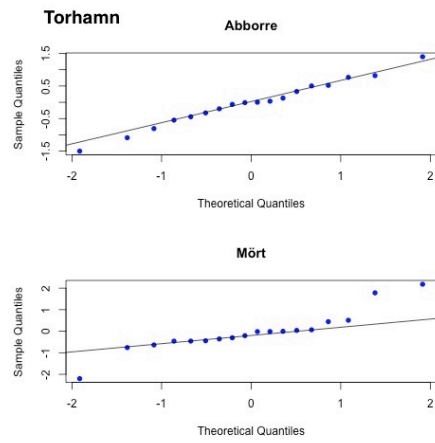 Torhamn
Abborre
Sample Quantiles
1.5
0.5
-0.5
-1.5
-2 -1 0 1 2
Theoretical Quantiles
Mört
Sample Quantiles
2
1
0
-1
-2
-2 -1 0 1 2
Theoretical Quantiles